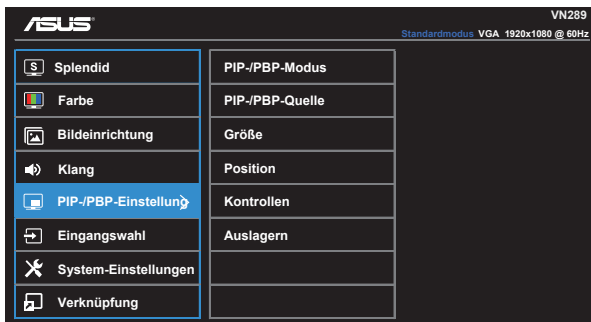 ASUS
VN289
Standardmodus VGA 1920x1080 @ 60Hz
S Splendid
Farbe
Bildeinrichtung
Klang
PIP-/PBP-Einstellung
Eingangswahl
System-Einstellungen
Verknüpfung
PIP-/PBP-Modus
PIP-/PBP-Quelle
Größe
Position
Kontrollen
Auslagern